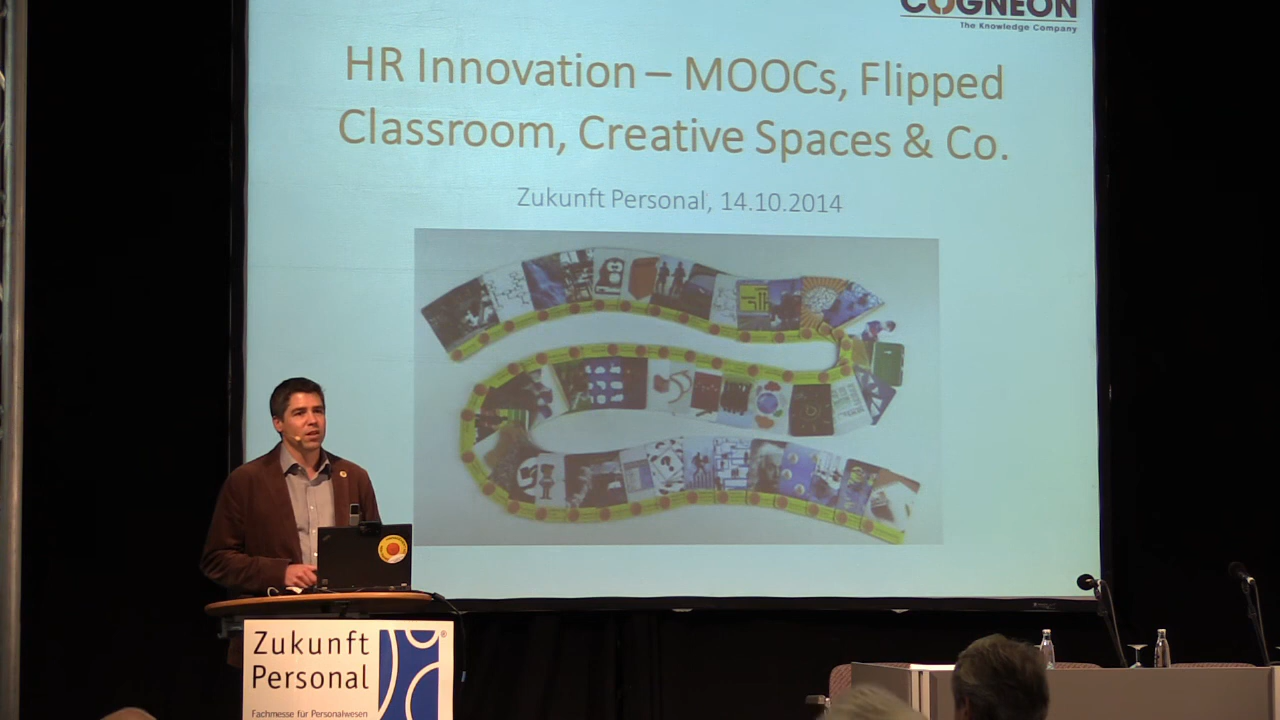 COGNEON
The Knowledge Company
HR Innovation – MOOCs, Flipped
Classroom, Creative Spaces & Co.
Zukunft Personal, 14.10.2014
Zukunft
Personal
®
Fachmesse für Personalwesen